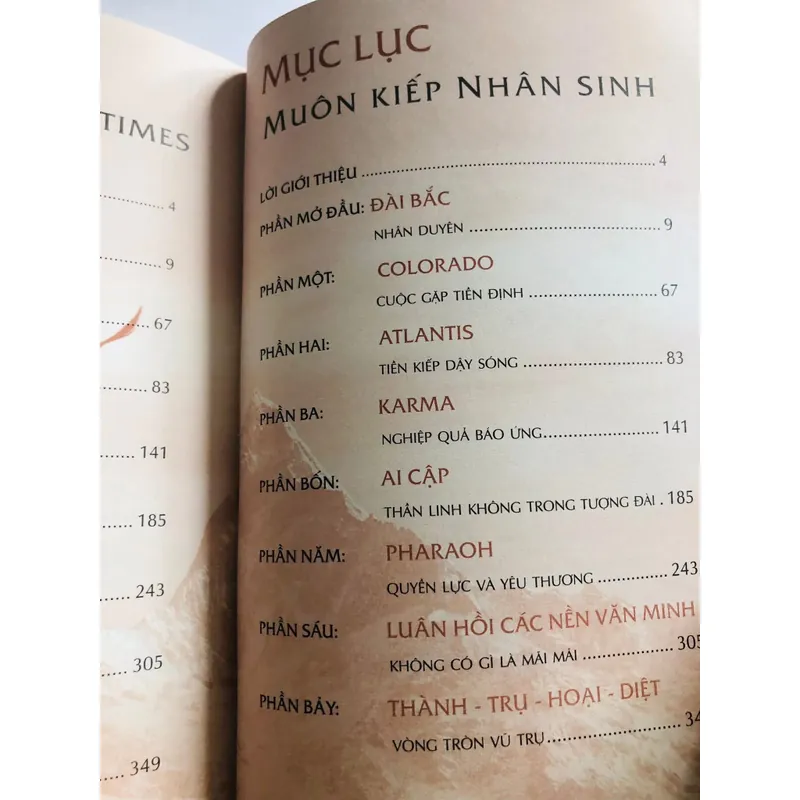 TIMES
4
9
67
83
141
185
243
305
349
MỤC LỤC
MUÔN KIẾP NHÂN SINH
LỜI GIỚI THIỆU ........................................................ 4
PHẦN MỞ ĐẦU: ĐÀI BẮC
NHÂN DUYÊN ........................................ 9
PHẦN MỘT: COLORADO
CUỘC GẶP TIỀN ĐỊNH .......................... 67
PHẦN HAI: ATLANTIS
TIỀN KIẾP DẬY SÓNG ............................. 83
PHẦN BA: KARMA
NGHIỆP QUẢ BÁO ỨNG........................ 141
PHẦN BỐN: AI CẬP
THẦN LINH KHÔNG TRONG TƯỢNG ĐÀI . 185
PHẦN NĂM: PHARAOH
QUYỀN LỰC VÀ YÊU THƯƠNG .............. 243
PHẦN SÁU: LUÂN HỒI CÁC NỀN VĂN MINH
KHÔNG CÓ GÌ LÀ MÃI MÃI .................. 305
PHẦN BẢY: THÀNH - TRỤ - HOẠI - DIỆT
VÒNG TRÒN VŨ TRỤ...........................